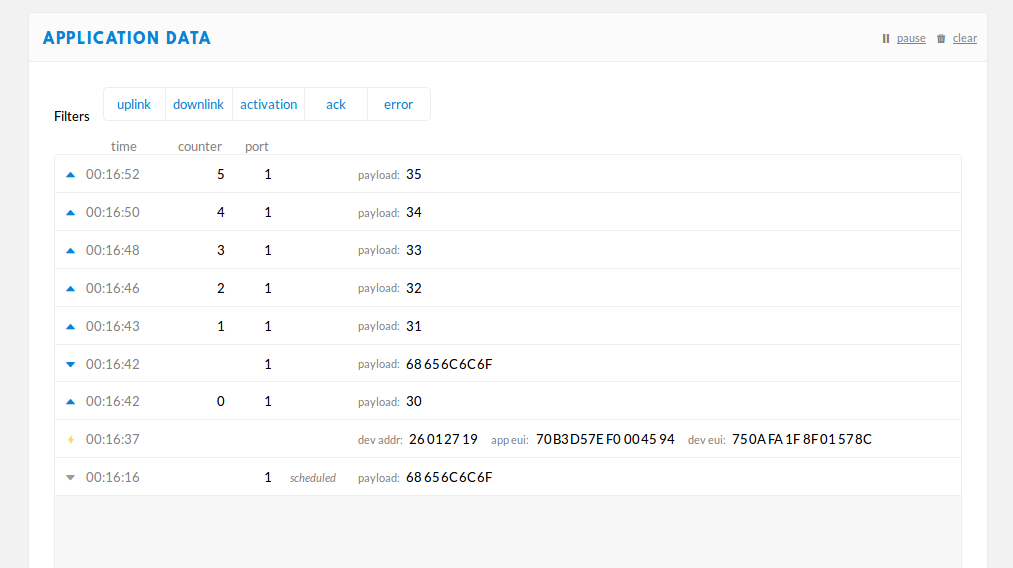 APPLICATION DATA pause clear
Filters uplink downlink activation ack error
time counter port
00:16:52 5 1 payload: 35
00:16:50 4 1 payload: 34
00:16:48 3 1 payload: 33
00:16:46 2 1 payload: 32
00:16:43 1 1 payload: 31
00:16:42 1 payload: 68 65 6C 6C 6F
00:16:42 0 1 payload: 30
00:16:37 dev addr: 26 01 27 19 app eui: 70 B3 D5 7E F0 00 45 94 dev eui: 75 0A FA 1F 8F 01 57 8C
00:16:16 1 scheduled payload: 68 65 6C 6C 6F